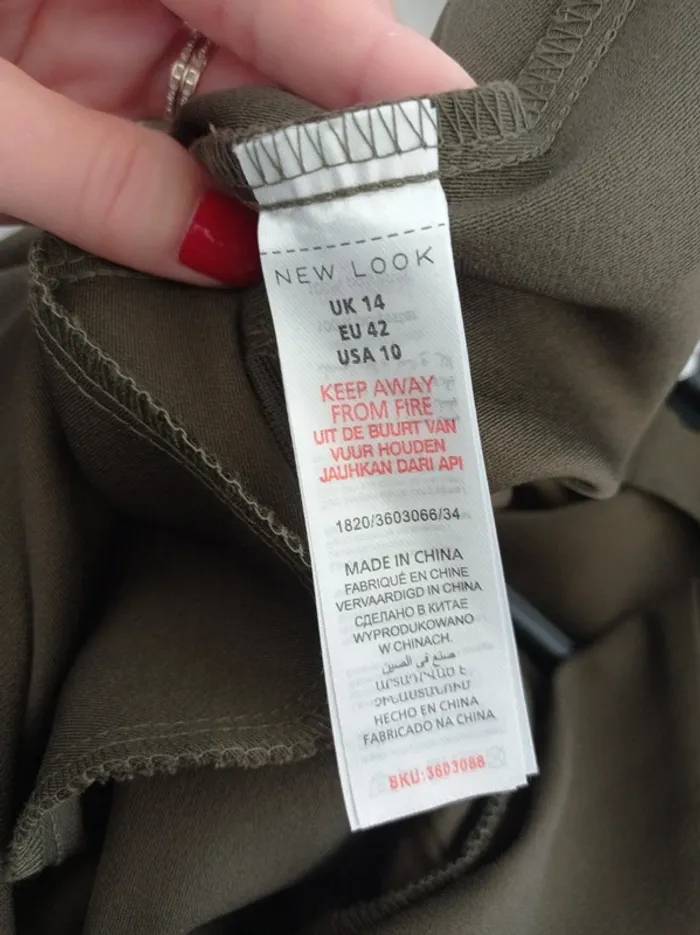 NEW LOOK
UK 14
EU 42
USA 10
KEEP AWAY
FROM FIRE
UIT DE BUURT VAN
VUUR HOUDEN
JAUHKAN DARI API
1820/3603066/34
MADE IN CHINA
FABRIQUÉ EN CHINE
VERVAARDIGD IN CHINA
СДЕЛАНО В КИТАЕ
WYPRODUKOWANO
W CHINACH.
صنع في الصين
HECHO EN CHINA
FABRICADO NA CHINA
SKU:3603088